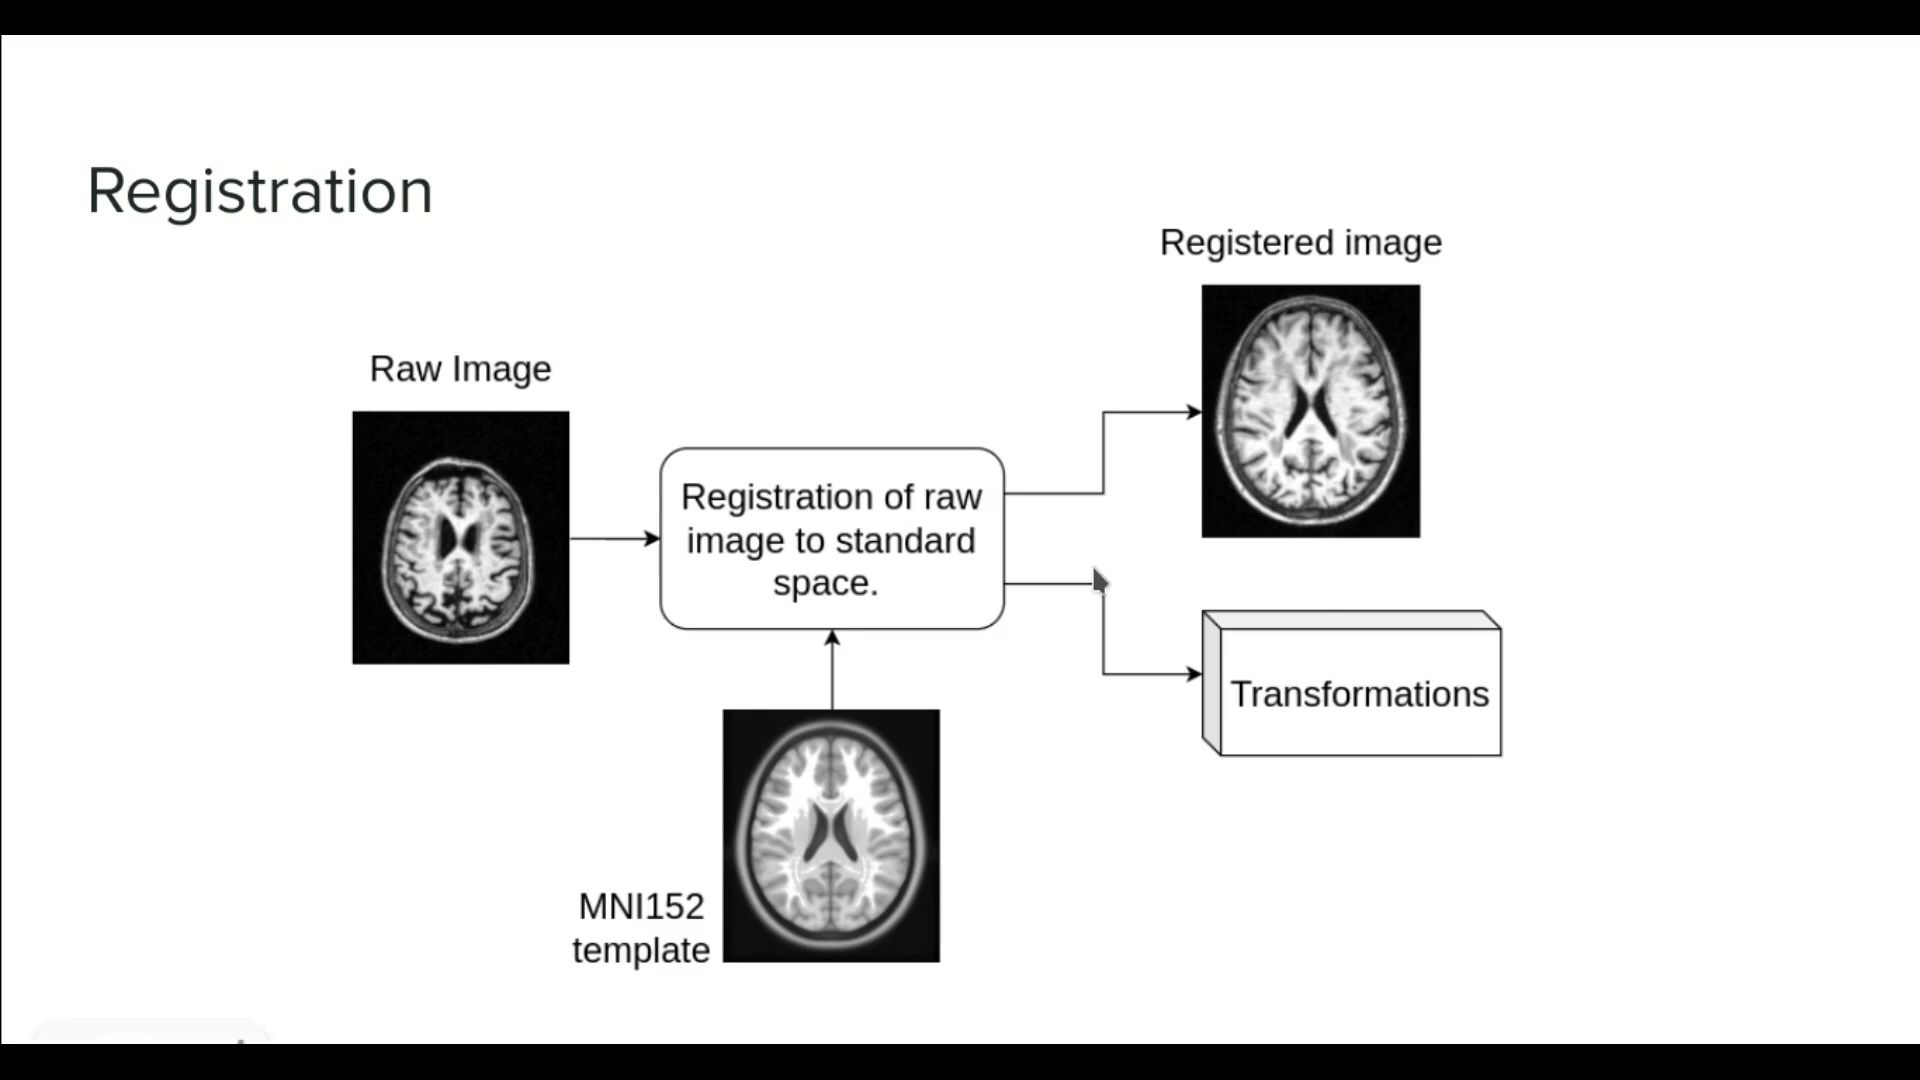 Registration
Registered image
Raw Image
Registration of raw
image to standard
space.
Transformations
MNI152
template